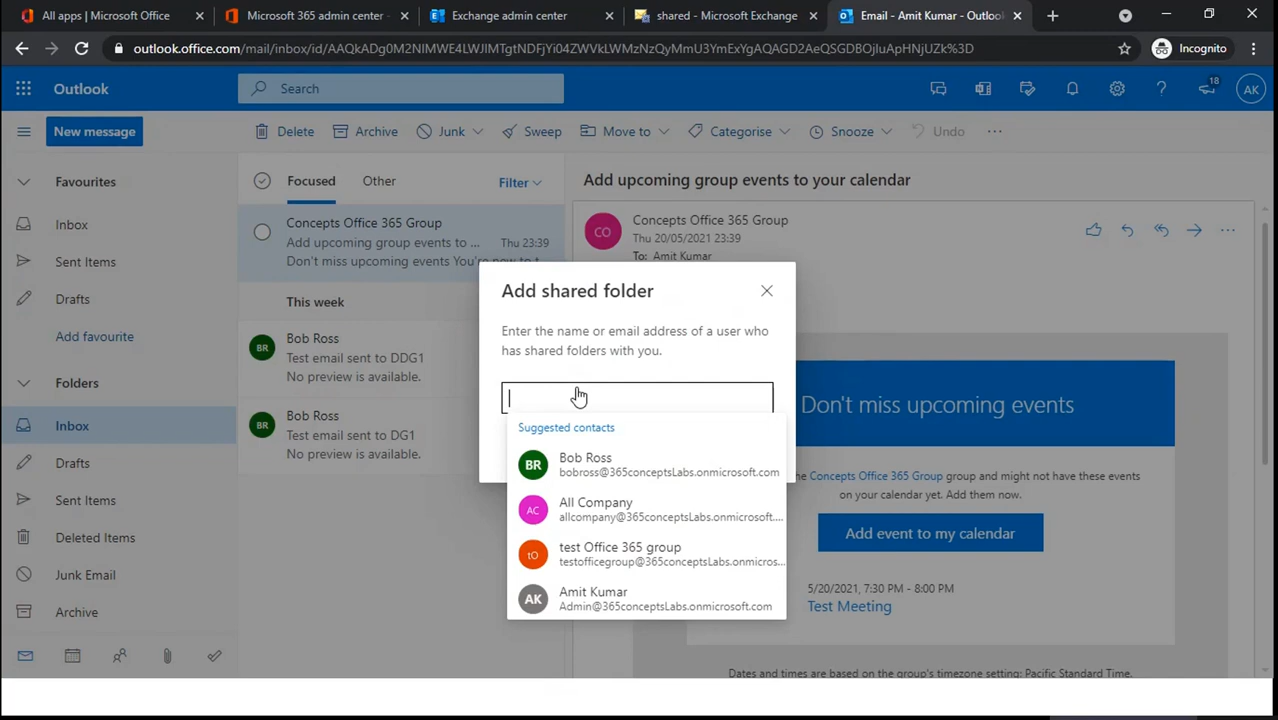 All apps | Microsoft Office
Microsoft 365 admin center -
Exchange admin center
shared - Microsoft Exchange
Email - Amit Kumar - Outlook
outlook.office.com/mail/inbox/id/
Incognito
Outlook
Search
18
AK
New message
Delete
Archive
Junk
Sweep
Move to
Categorise
Snooze
Undo
Favourites
Inbox
Sent Items
Drafts
Add favourite
Folders
Inbox
Drafts
Sent Items
Deleted Items
Junk Email
Archive
Focused
Other
Filter
Concepts Office 365 Group
Add upcoming group events to ...
Thu 23:39
Don't miss upcoming events You're now to t
This week
BR
Bob Ross
Test email sent to DDG1
No preview is available.
BR
Bob Ross
Test email sent to DG1
No preview is available.
Add upcoming group events to your calendar
CO
Concepts Office 365 Group
Thu 20/05/2021 23:39
To: Amit Kumar
Add shared folder
Enter the name or email address of a user who
has shared folders with you.
Suggested contacts
BR
Bob Ross
bobross@365conceptsLabs.onmicrosoft.com
AC
All Company
allcompany@365conceptsLabs.onmicrosoft....
tO
test Office 365 group
testofficegroup@365conceptsLabs.onmicros...
AK
Amit Kumar
Admin@365conceptsLabs.onmicrosoft.com
Don't miss upcoming events
he Concepts Office 365 Group group and might not have these events
on your calendar yet. Add them now.
Add event to my calendar
5/20/2021, 7:30 PM - 8:00 PM
Test Meeting
Dates and times are based on the group's timezone setting: Pacific Standard Time.